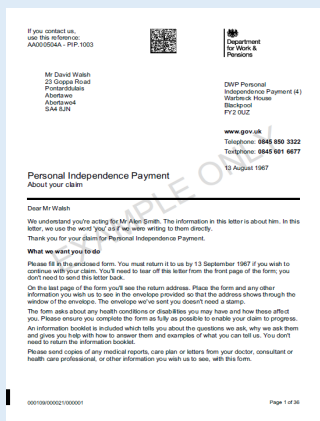 If you contact us,
use this reference:
AA000504A - PIP.1003
Department
for Work &
Pensions
Mr David Walsh
23 Goppa Road
Pontarddulais
Abertawe
Abertawe4
SA4 8JN
DWP Personal
Independence Payment (4)
Warbreck House
Blackpool
FY2 0UZ
www.gov.uk
Telephone: 0845 850 3322
Textphone: 0845 601 6677
13 August 1967
Personal Independence Payment
About your claim
EXAMPLE ONLY
Dear Mr Walsh
We understand you're acting for Mr Alen Smith. The information in this letter is about him. In this
letter, we use the word 'you' as if we were writing to them directly.
Thank you for your claim for Personal Independence Payment.
What we want you to do
Please fill in the enclosed form. You must return it to us by 13 September 1967 if you wish to
continue with your claim. You'll need to tear off this letter from the front page of the form; you
don't need to send this letter back.
On the last page of the form you'll see the return address. Place the form and any other
information you wish us to see in the envelope provided so that the address shows through the
window of the envelope. The envelope we've sent you doesn't need a stamp.
The form asks about any health conditions or disabilities you may have and how these affect
you. Please ensure you complete the form as fully as possible to enable your claim to progress.
An information booklet is included which tells you about the questions we ask, why we ask them
and gives you help with how to answer them and examples of what you can tell us. You don't
need to return the information booklet.
Please send copies of any medical reports, care plan or letters from your doctor, consultant or
health care professional, or other information you wish us to see, with this form.
000109/000021/000001
Page 1 of 36